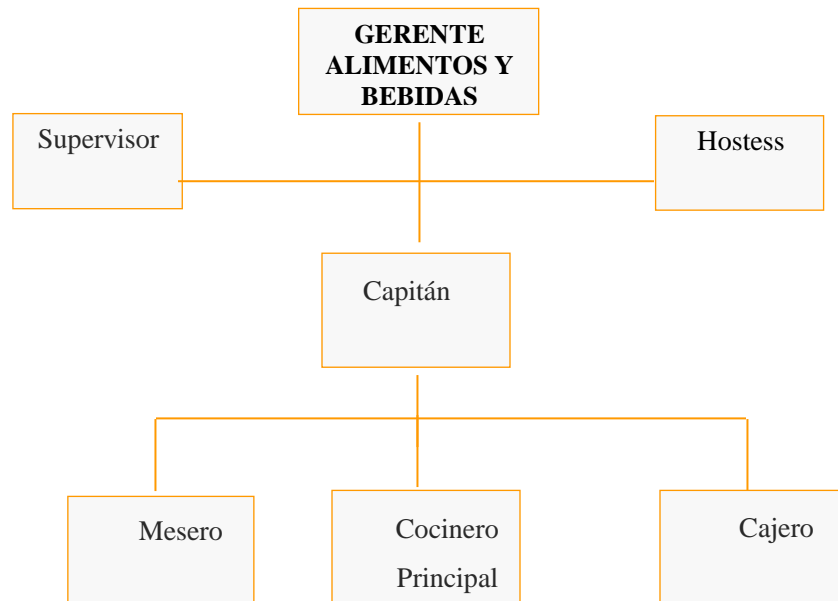 GERENTE
ALIMENTOS Y
BEBIDAS
Supervisor
Hostess
Capitán
Mesero
Cocinero
Principal
Cajero